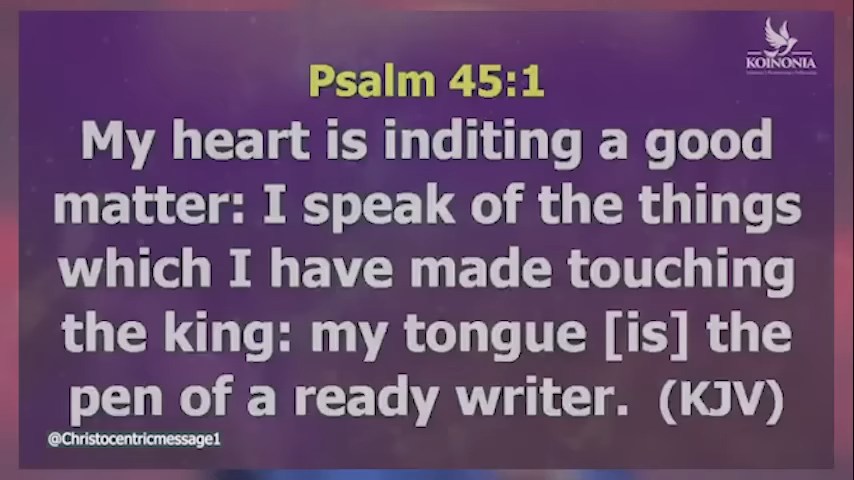 KOINONIA
Psalm 45:1
My heart is inditing a good
matter: I speak of the things
which I have made touching
the king: my tongue [is] the
pen of a ready writer. (KJV)
@Christocentricmessage1